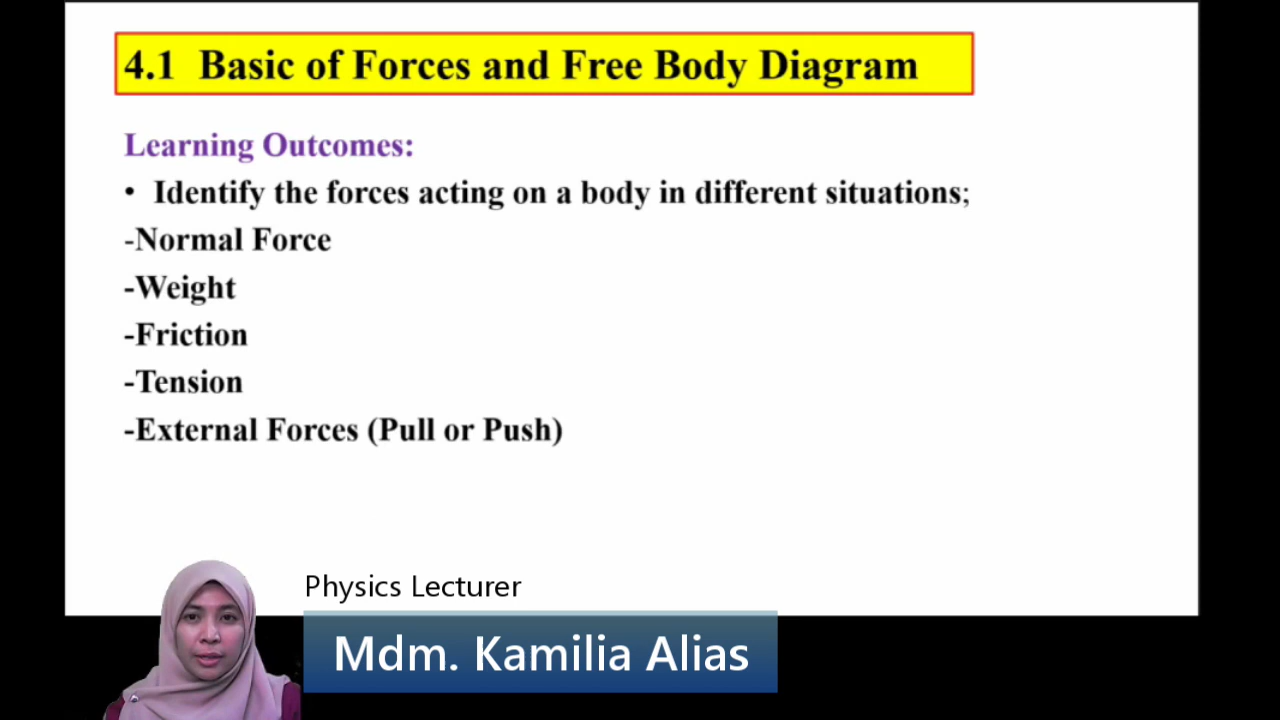 4.1 Basic of Forces and Free Body Diagram
Learning Outcomes:
• Identify the forces acting on a body in different situations;
-Normal Force
-Weight
-Friction
-Tension
-External Forces (Pull or Push)
Physics Lecturer
Mdm. Kamilia Alias